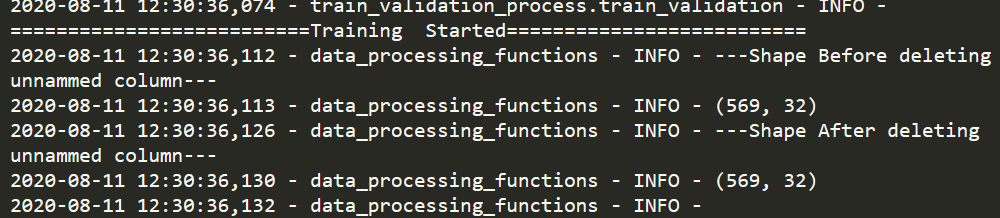 2020-08-11 12:30:36,074 - train_validation_process.train_validation - INFO -
==========================Training  Started==========================
2020-08-11 12:30:36,112 - data_processing_functions - INFO - ---Shape Before deleting
unnammed column---
2020-08-11 12:30:36,113 - data_processing_functions - INFO - (569, 32)
2020-08-11 12:30:36,126 - data_processing_functions - INFO - ---Shape After deleting
unnammed column---
2020-08-11 12:30:36,130 - data_processing_functions - INFO - (569, 32)
2020-08-11 12:30:36,132 - data_processing_functions - INFO -